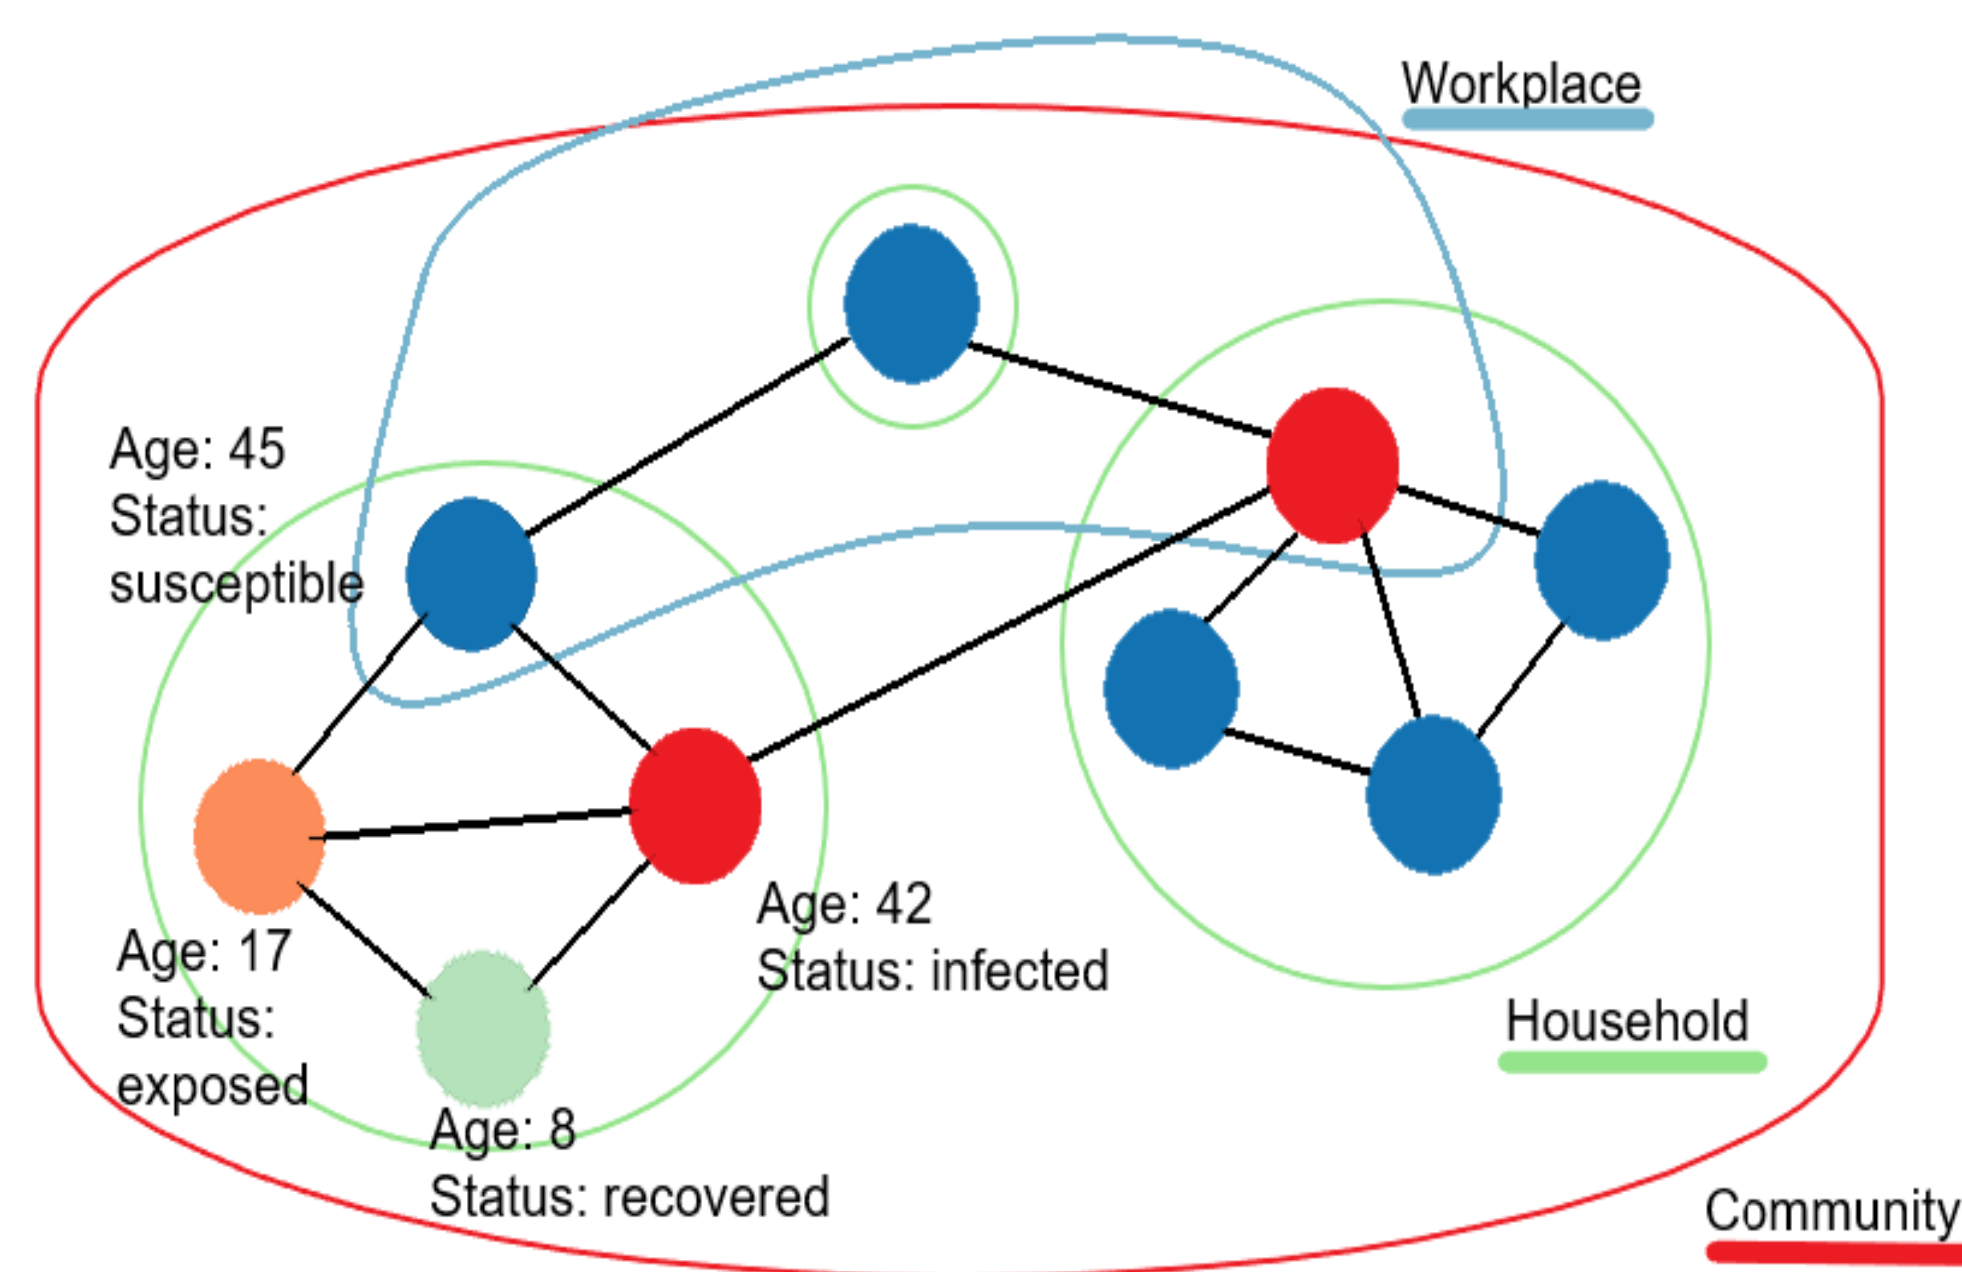 Workplace
Age: 45
Status:
susceptible
Age: 42
Status: infected
Age: 17
Status:
exposed
Age: 8
Status: recovered
Household
Community